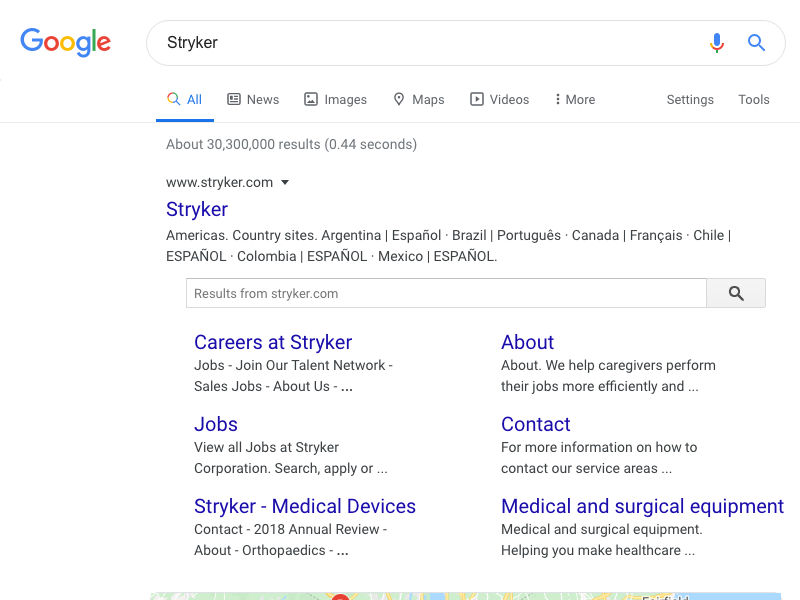 Google
Stryker
All
News
Images
Maps
Videos
More
Settings
Tools
About 30,300,000 results (0.44 seconds)
www.stryker.com
Stryker
Americas. Country sites. Argentina | Español · Brazil | Português · Canada | Français · Chile |
ESPAÑOL · Colombia | ESPAÑOL · Mexico | ESPAÑOL.
Results from stryker.com
Careers at Stryker
Jobs - Join Our Talent Network -
Sales Jobs - About Us - ...
About
About. We help caregivers perform
their jobs more efficiently and ...
Jobs
View all Jobs at Stryker
Corporation. Search, apply or ...
Contact
For more information on how to
contact our service areas ...
Stryker - Medical Devices
Contact - 2018 Annual Review -
About - Orthopaedics - ...
Medical and surgical equipment
Medical and surgical equipment.
Helping you make healthcare ...